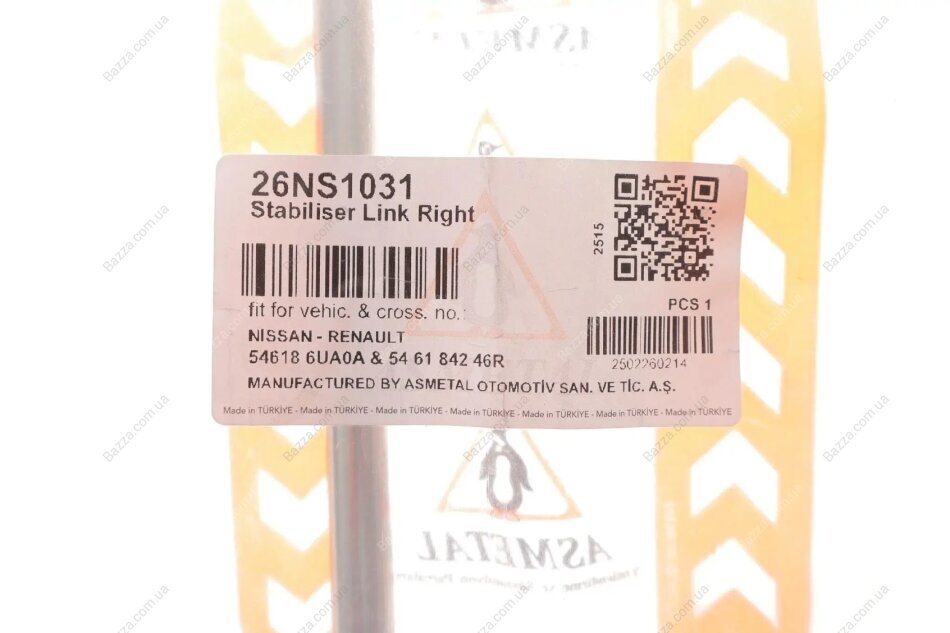 26NS1031
Stabiliser Link Right
2515
fit for vehic. & cross. no.:
PCS 1
NISSAN - RENAULT
54618 6UA0A & 54 61 842 46R
2502260214
MANUFACTURED BY ASMETAL OTOMOTİV SAN. VE TİC. A.Ş.
Made in TÜRKİYE - Made in TÜRKİYE - Made in TÜRKİYE - Made in TÜRKİYE - Made in TÜRKİYE - Made in TÜRKİYE - Made in TÜRKİYE
ASMETAL
Bazza.com.ua